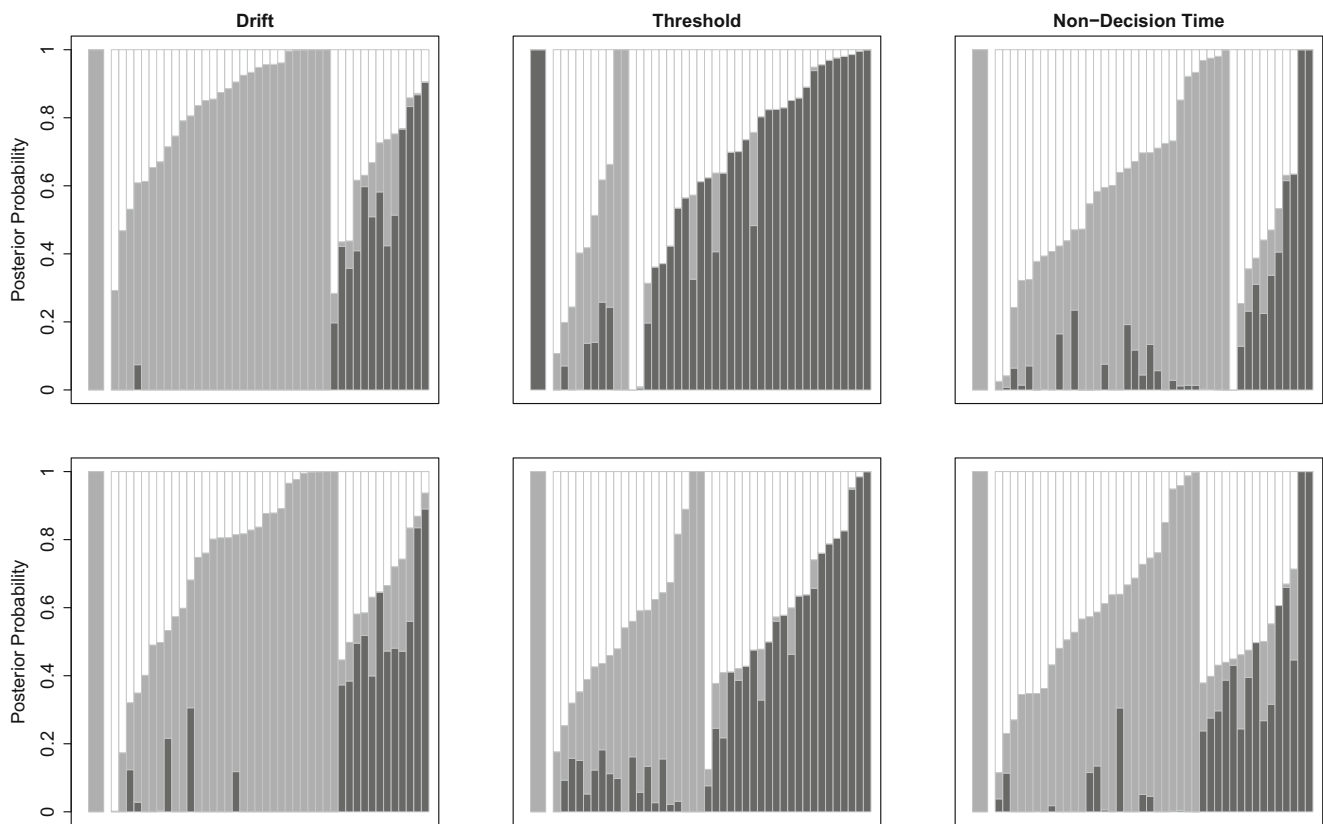 Drift
Threshold
Non−Decision Time
Posterior Probability
1
0.8
0.6
0.4
0.2
0
Posterior Probability
1
0.8
0.6
0.4
0.2
0